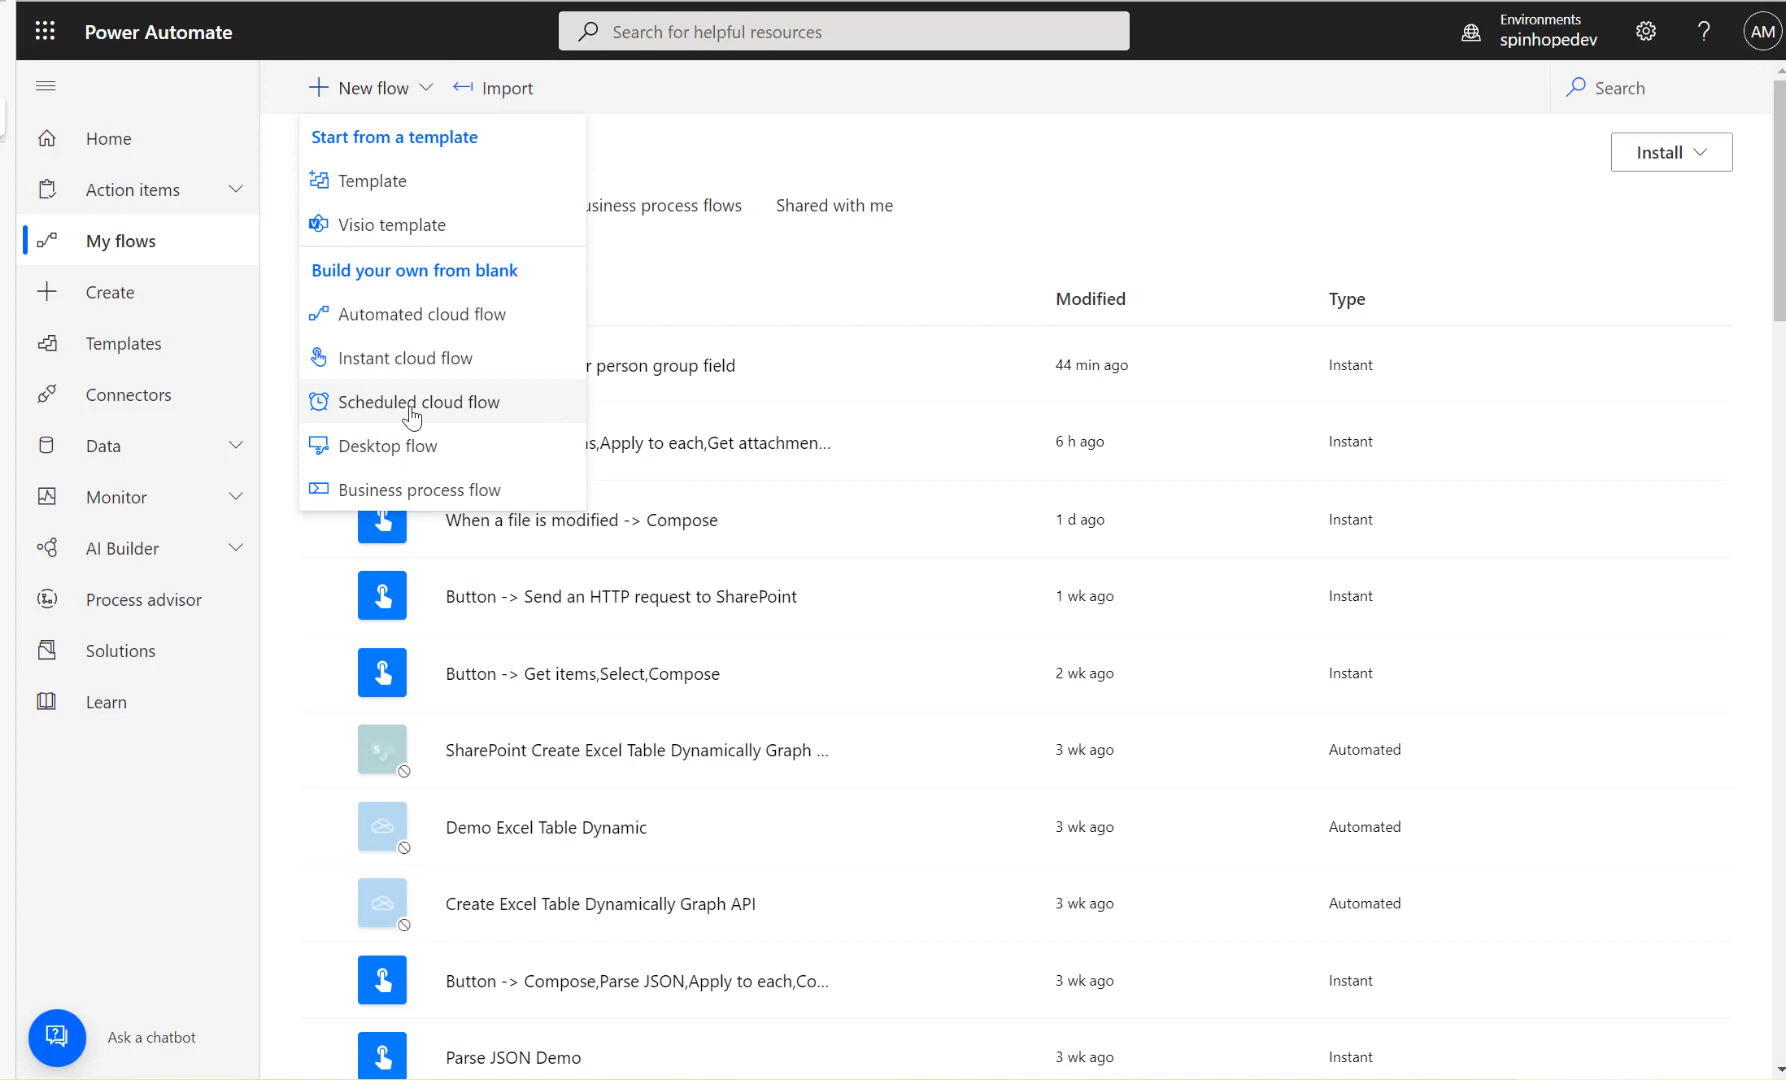 Power Automate
Search for helpful resources
Environments
spinhopedev
?
AM
New flow
Import
Search
Home
Action items
My flows
Create
Templates
Connectors
Data
Monitor
AI Builder
Process advisor
Solutions
Learn
Ask a chatbot
Start from a template
Template
Visio template
Build your own from blank
Automated cloud flow
Instant cloud flow
Scheduled cloud flow
Desktop flow
Business process flow
Install
usiness process flows
Shared with me
Modified
Type
r person group field
44 min ago
Instant
ns,Apply to each,Get attachmen...
6 h ago
Instant
When a file is modified -> Compose
1 d ago
Instant
Button -> Send an HTTP request to SharePoint
1 wk ago
Instant
Button -> Get items,Select,Compose
2 wk ago
Instant
SharePoint Create Excel Table Dynamically Graph ...
3 wk ago
Automated
Demo Excel Table Dynamic
3 wk ago
Automated
Create Excel Table Dynamically Graph API
3 wk ago
Automated
Button -> Compose,Parse JSON,Apply to each,Co...
3 wk ago
Instant
Parse JSON Demo
3 wk ago
Instant